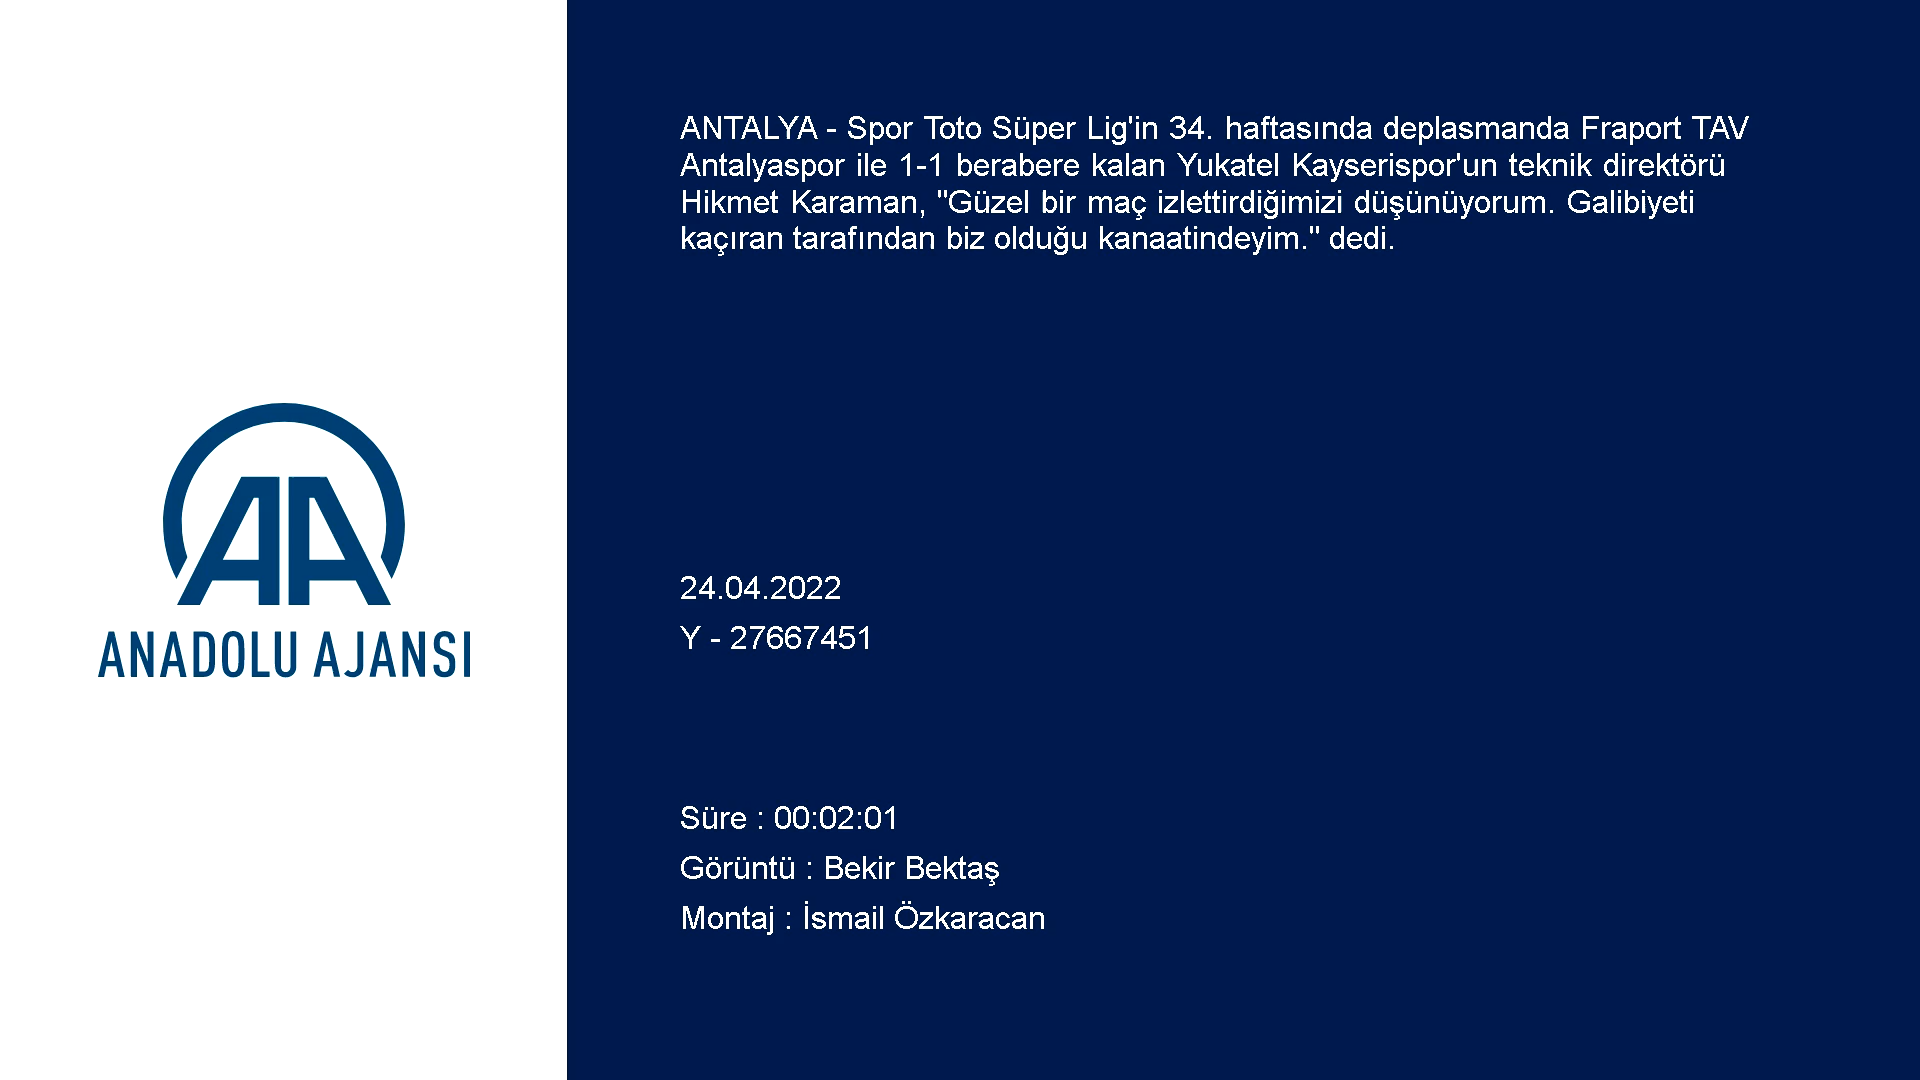 ANTALYA - Spor Toto Süper Lig'in 34. haftasında deplasmanda Fraport TAV
Antalyaspor ile 1-1 berabere kalan Yukatel Kayserispor'un teknik direktörü
Hikmet Karaman, "Güzel bir maç izlettirdiğimizi düşünüyorum. Galibiyeti
kaçıran tarafından biz olduğu kanaatindeyim." dedi.
AA
ANADOLU AJANSI
24.04.2022
Y - 27667451
Süre : 00:02:01
Görüntü : Bekir Bektaş
Montaj : İsmail Özkaracan